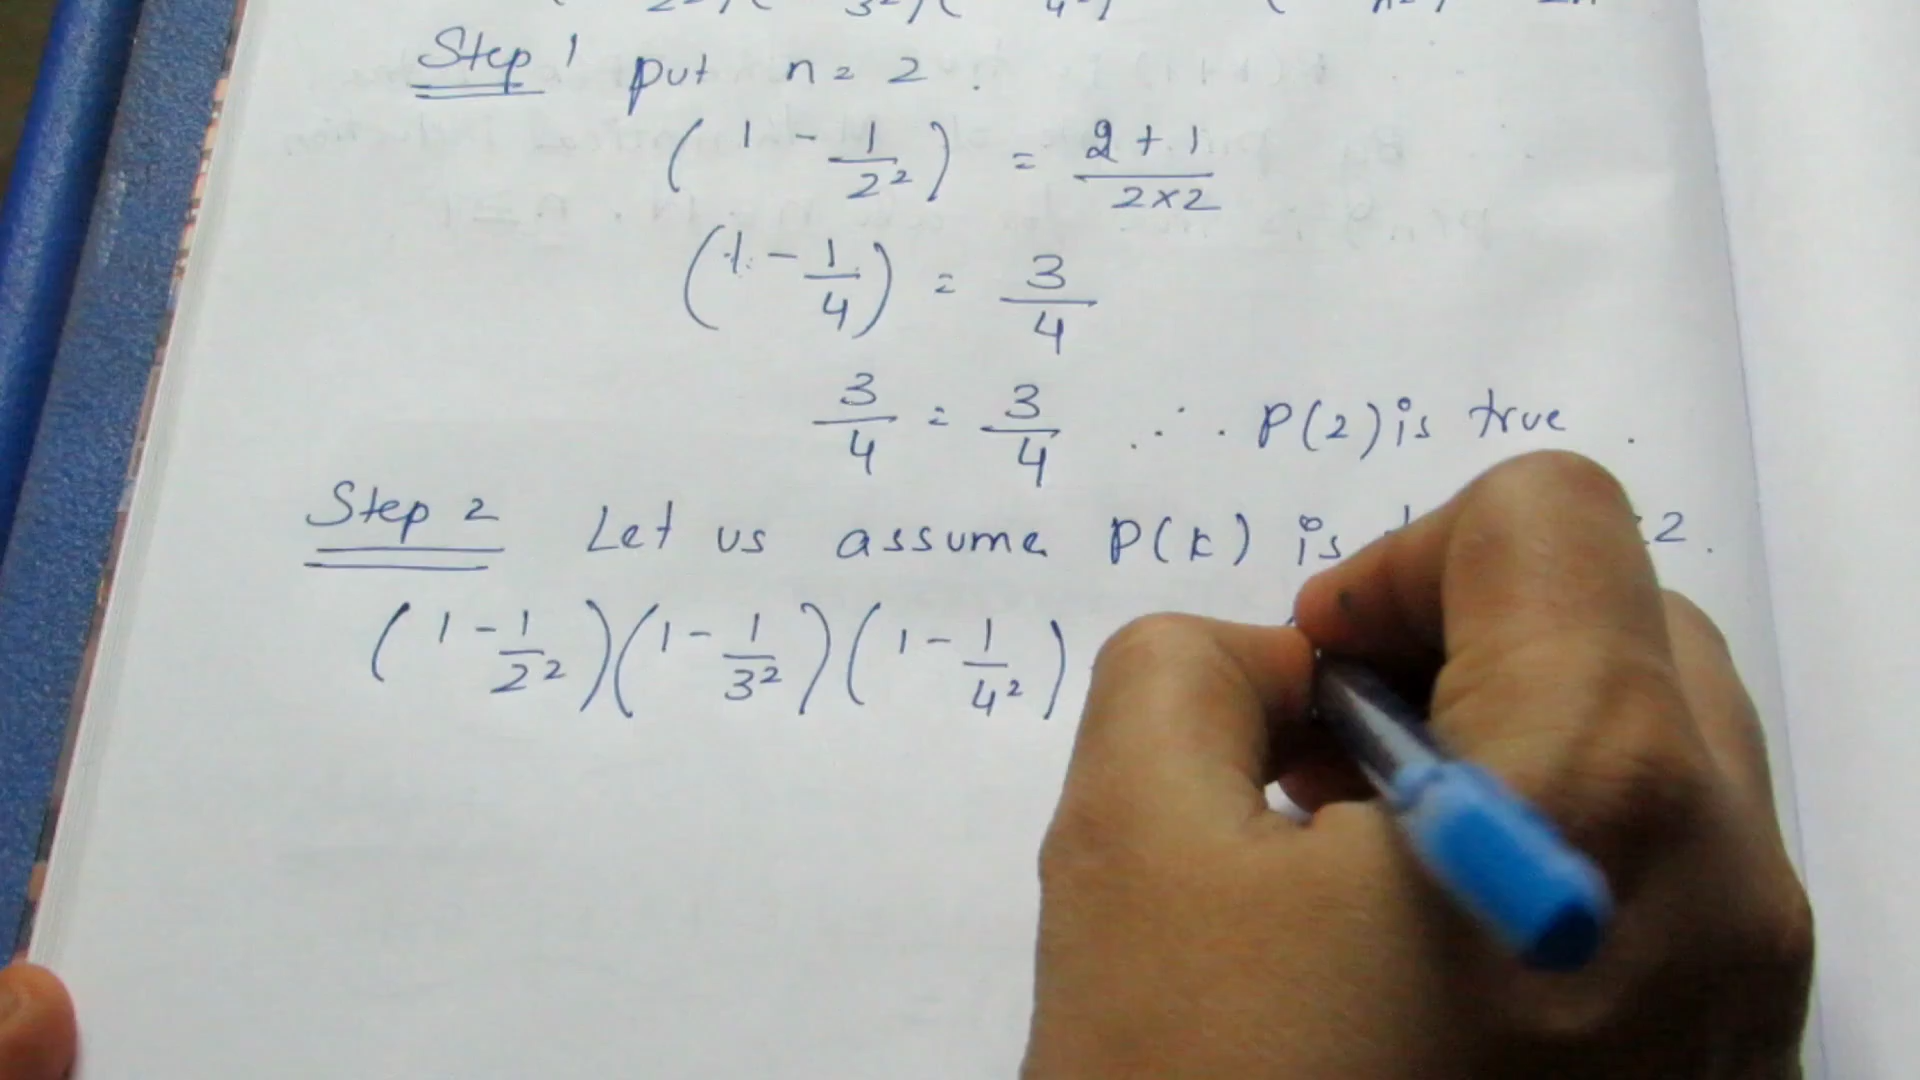 Step 1 put n = 2.
(1 - 1/2²) = 2+1/2×2
(1 - 1/4) = 3/4
3/4 = 3/4 ∴ P(2) is true.
Step 2 Let us assume P(k) is 2.
(1 - 1/2²)(1 - 1/3²)(1 - 1/4²)